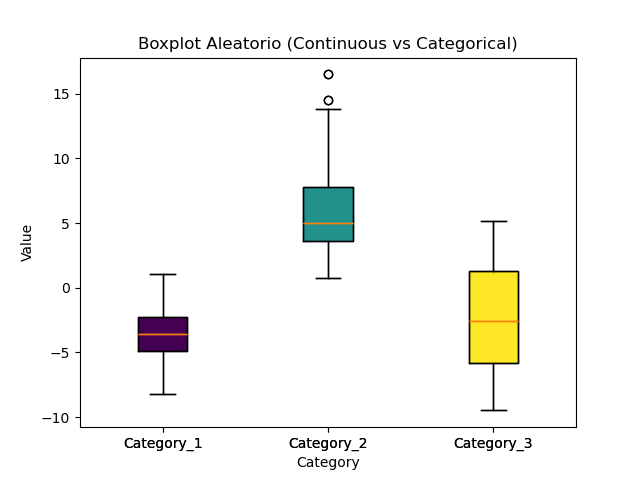 Boxplot Aleatorio (Continuous vs Categorical)
Value
15
10
5
0
−5
−10
Category_1 Category_2 Category_3
Category